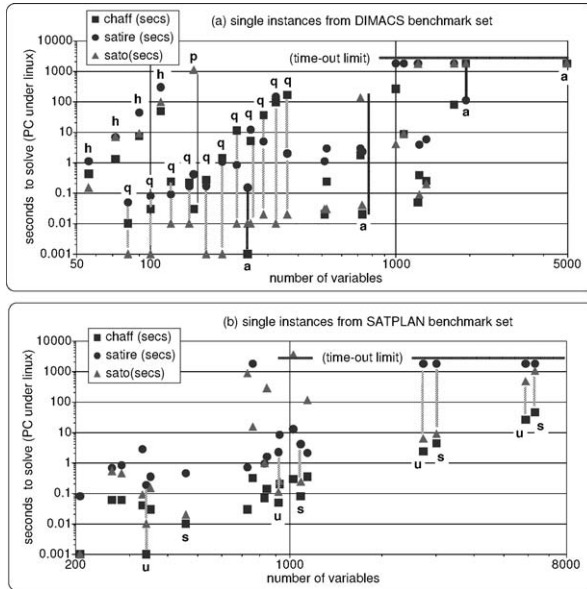 (a) single instances from DIMACS benchmark set
chaff (secs)
satire (secs)
sato(secs)
(time-out limit)
seconds to solve (PC under linux)
10000
1000
100
10
1
0.1
0.01
0.001
h
h
h
h
p
q
q
q
q
q
q
q
q
q
q
q
a
a
a
a
50
100
1000
5000
number of variables
(b) single instances from SATPLAN benchmark set
chaff (secs)
satire (secs)
sato(secs)
(time-out limit)
seconds to solve (PC under linux)
10000
1000
100
10
1
0.1
0.01
0.001
u
s
u
s
u
s
u
s
200
1000
8000
number of variables